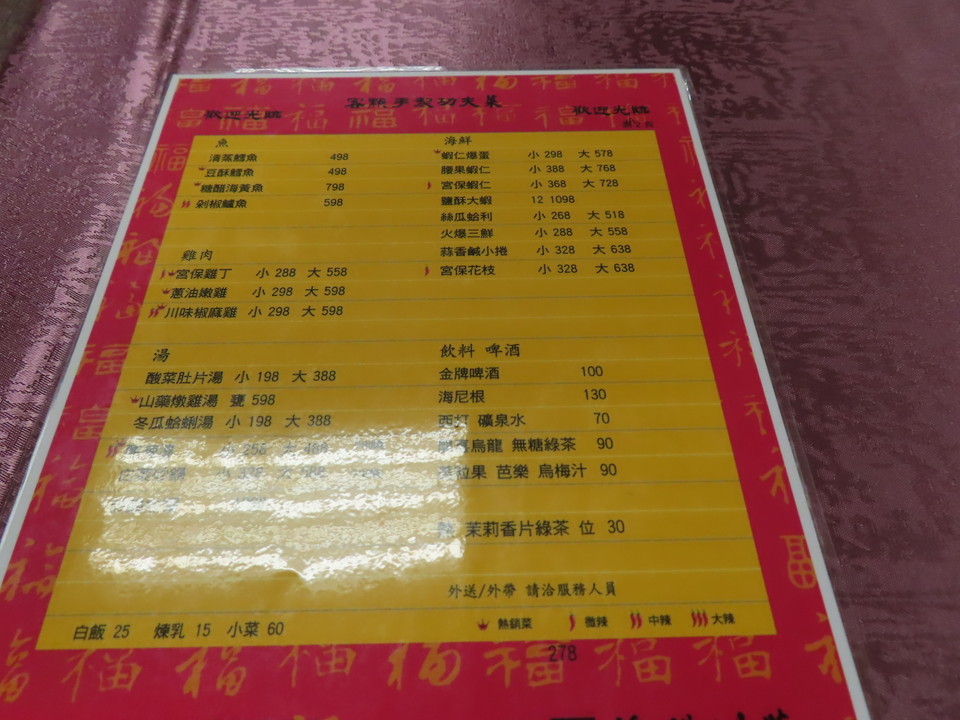 歡迎光臨 客家手製功夫菜 歡迎光臨
魚
清蒸鱈魚 498
豆酥鱈魚 498
糖醋海黃魚 798
剁椒鱸魚 598
雞肉
宮保雞丁 小 288 大 558
蔥油嫩雞 小 298 大 598
川味椒麻雞 小 298 大 598
湯
酸菜肚片湯 小 198 大 388
山藥燉雞湯 甕 598
冬瓜蛤蜊湯 小 198 大 388
海鮮
蝦仁爆蛋 小 298 大 578
腰果蝦仁 小 388 大 768
宮保蝦仁 小 368 大 728
鹽酥大蝦 12 1098
絲瓜蛤利 小 268 大 518
火爆三鮮 小 288 大 558
蒜香鹹小捲 小 328 大 638
宮保花枝 小 328 大 638
飲料 啤酒
金牌啤酒 100
海尼根 130
西打 礦泉水 70
烏龍 無糖綠茶 90
果 芭樂 烏梅汁 90
茉莉香片綠茶 位 30
外送/外帶 請洽服務人員
白飯 25 煉乳 15 小菜 60
熱銷菜 微辣 中辣 大辣
278